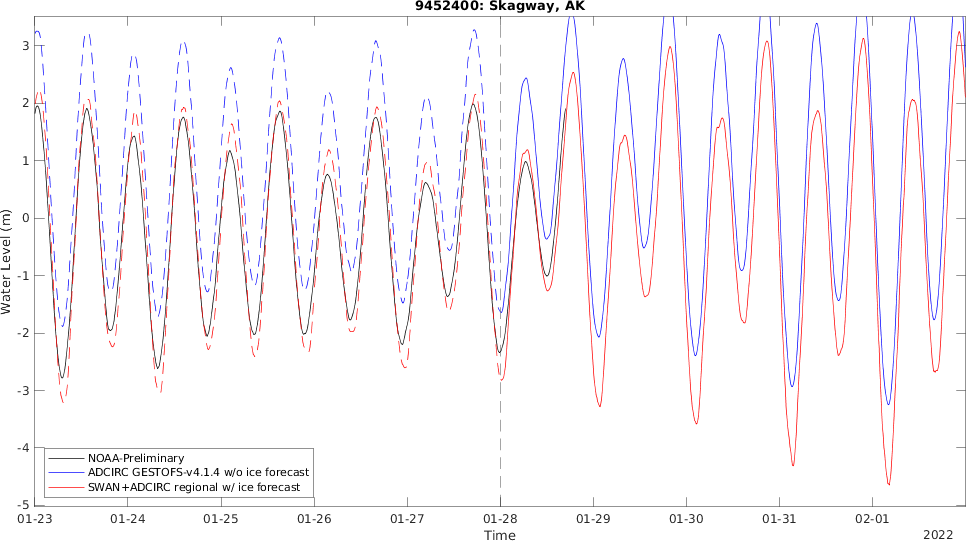 9452400: Skagway, AK
Water Level (m)
3
2
1
0
-1
-2
-3
-4
-5
NOAA-Preliminary
ADCIRC GESTOFS-v4.1.4 w/o ice forecast
SWAN+ADCIRC regional w/ ice forecast
01-23 01-24 01-25 01-26 01-27 01-28 01-29 01-30 01-31 02-01
Time
2022